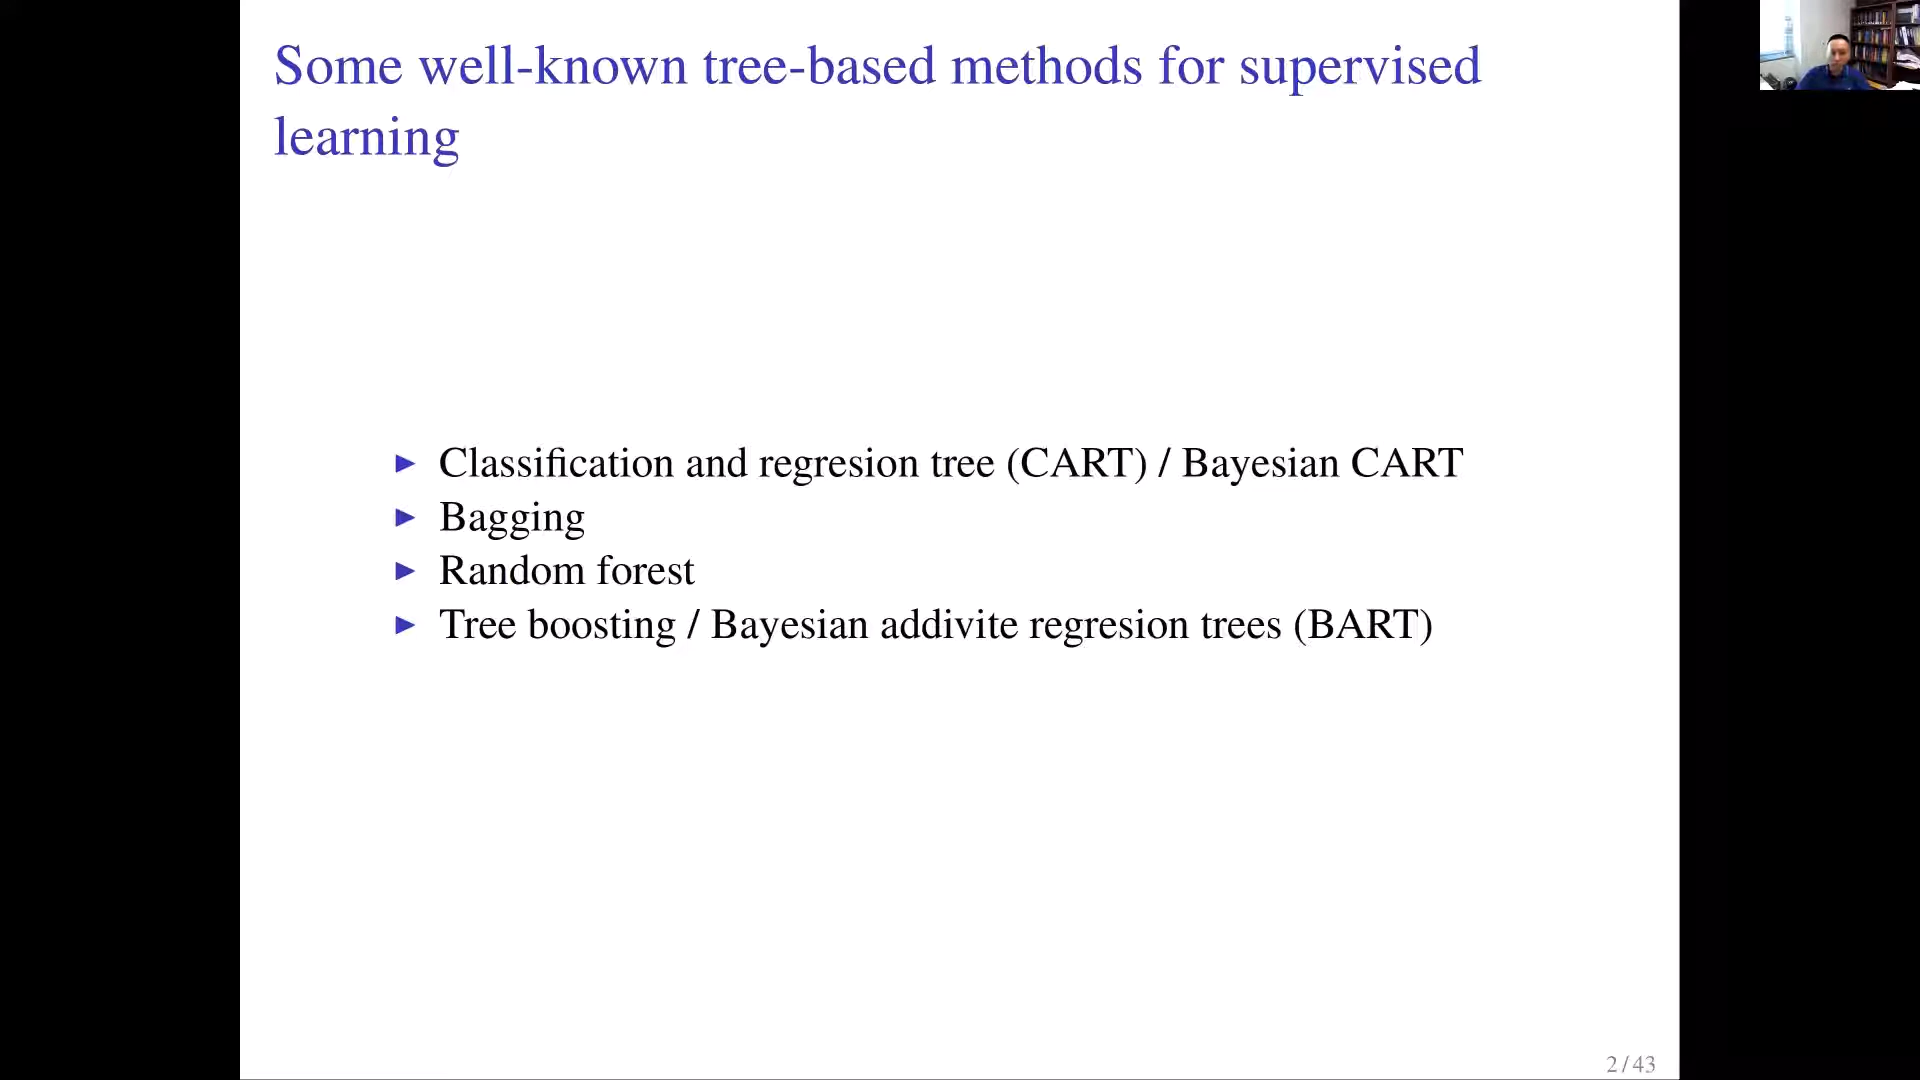 Some well-known tree-based methods for supervised
learning
▶ Classification and regresion tree (CART) / Bayesian CART
▶ Bagging
▶ Random forest
▶ Tree boosting / Bayesian addivite regresion trees (BART)
2 / 43